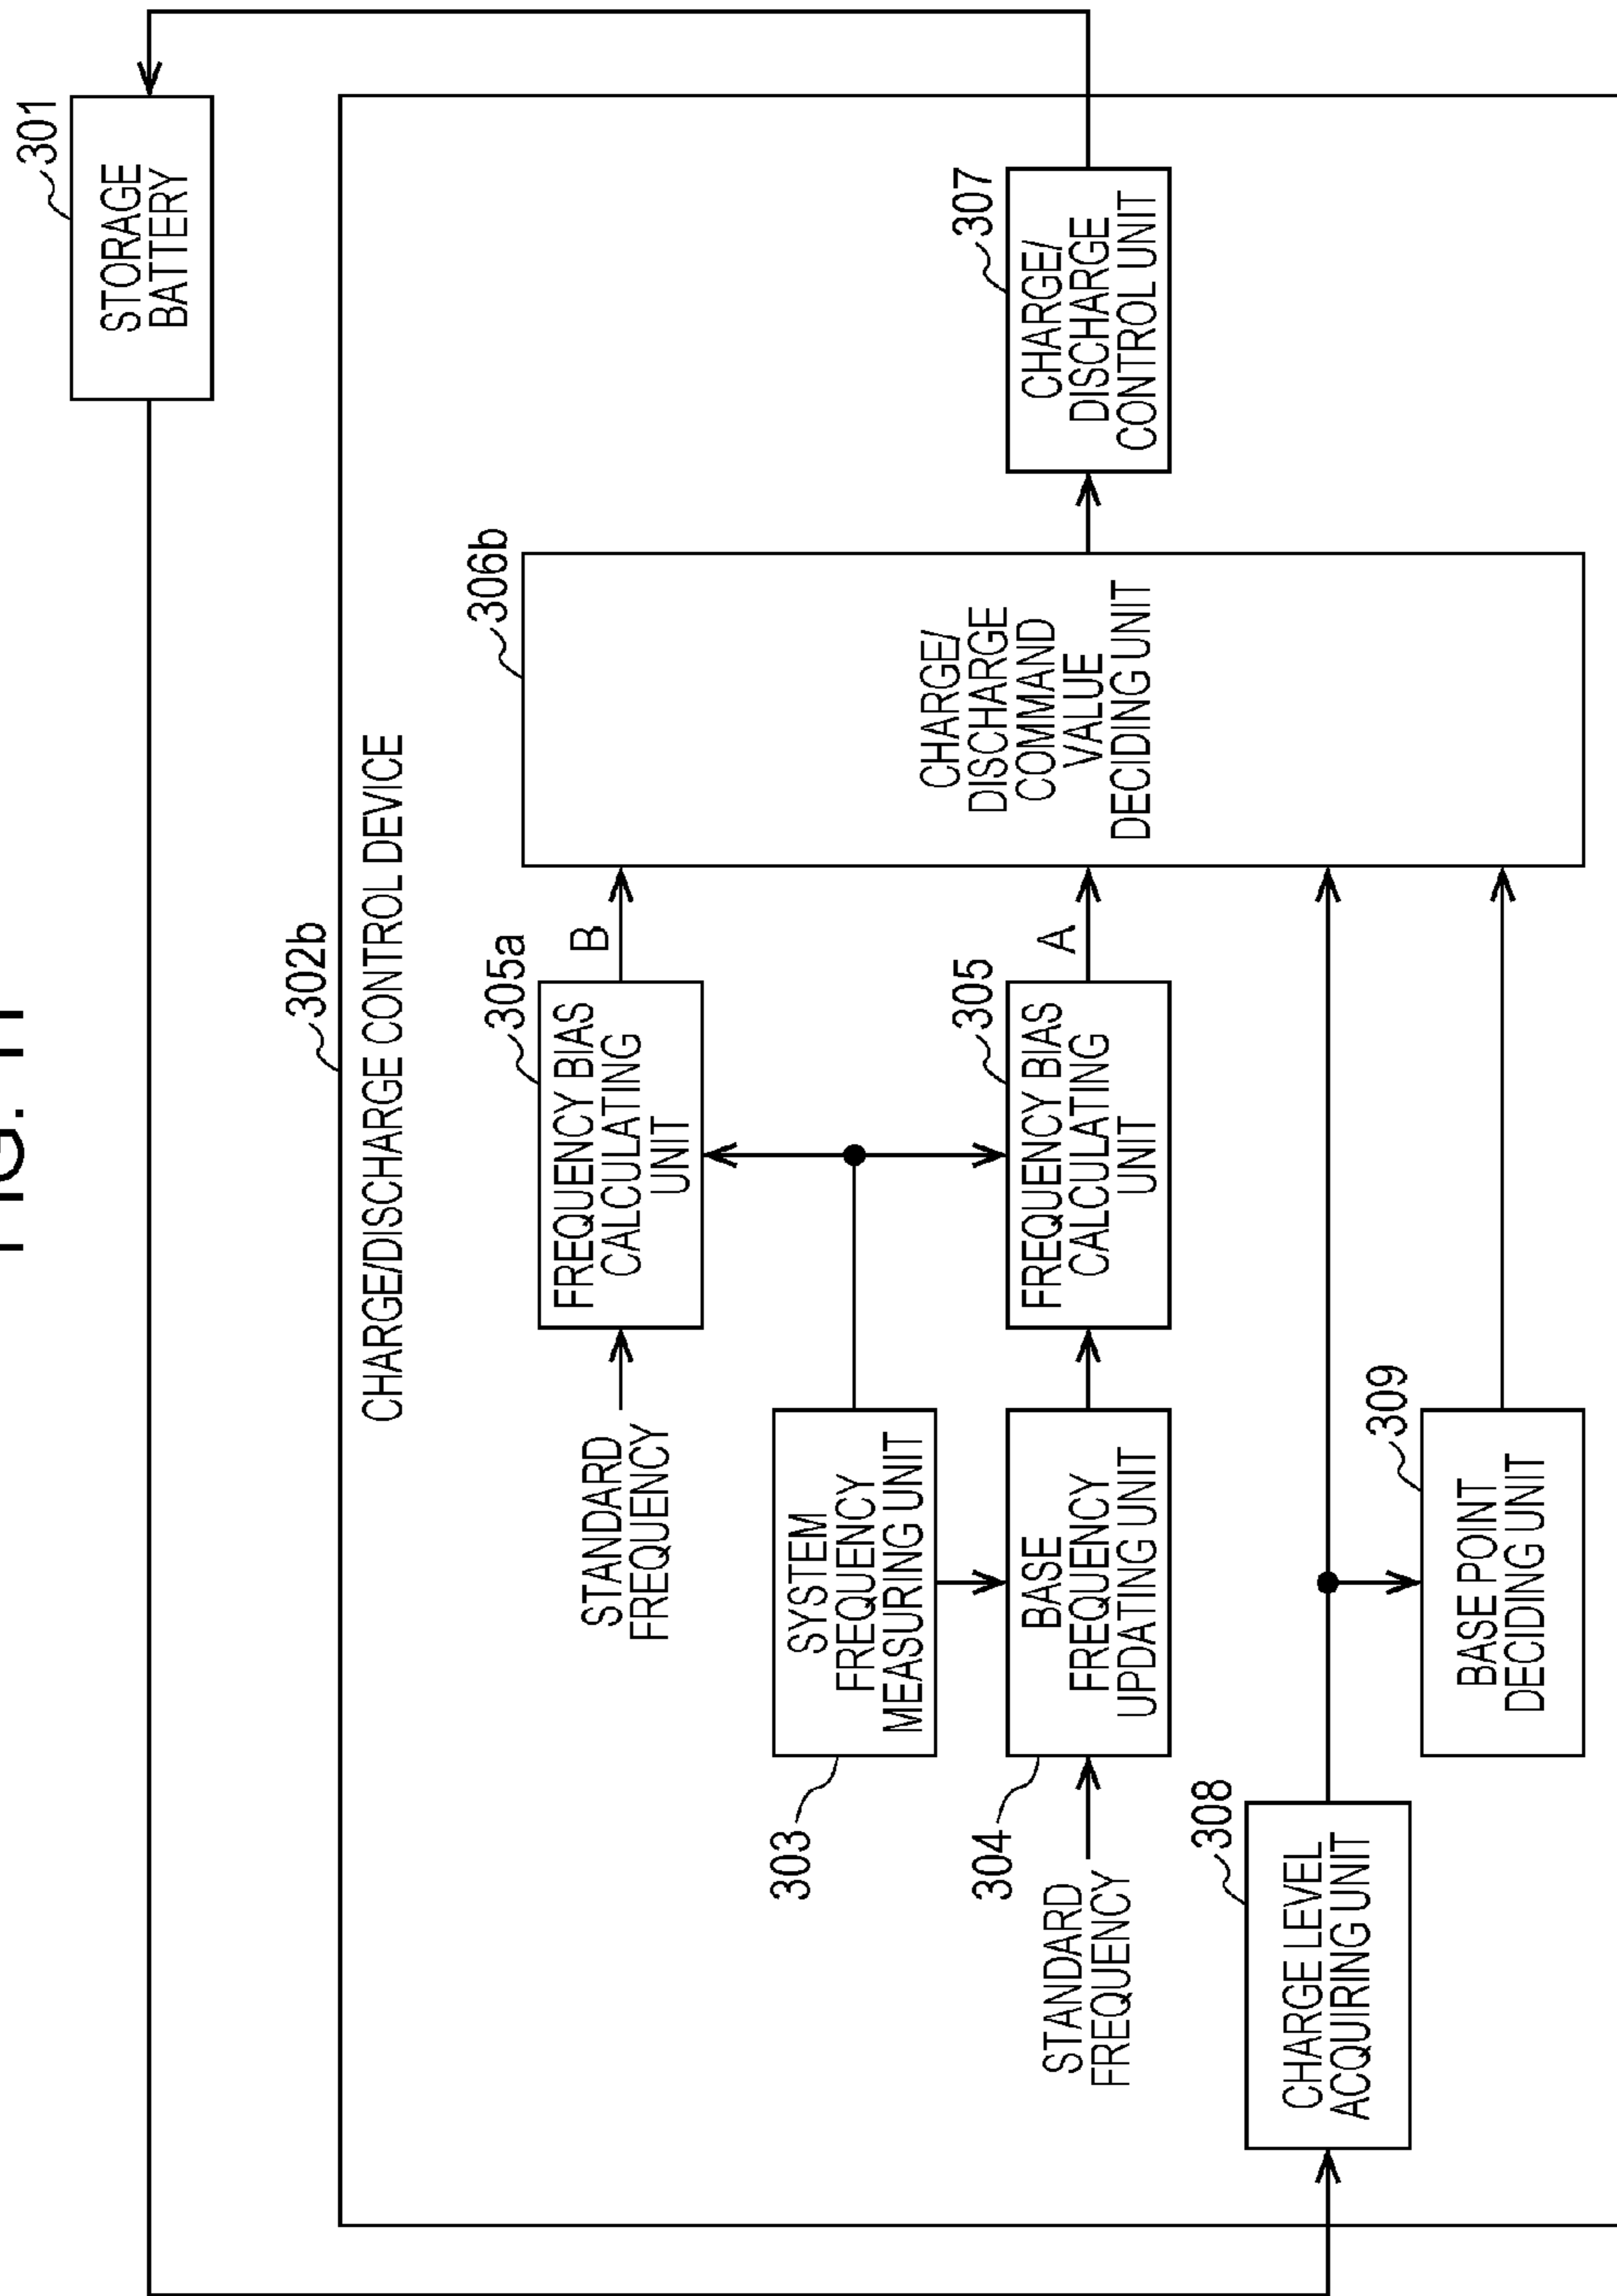 301
STORAGE
BATTERY
302b
CHARGE/DISCHARGE CONTROL DEVICE
STANDARD
FREQUENCY
305a
FREQUENCY BIAS
CALCULATING
UNIT
B
306b
CHARGE/
DISCHARGE
COMMAND
VALUE
DECIDING UNIT
303
SYSTEM
FREQUENCY
MEASURING UNIT
304
STANDARD
FREQUENCY
BASE
FREQUENCY
UPDATING UNIT
305
FREQUENCY BIAS
CALCULATING
UNIT
A
307
CHARGE/
DISCHARGE
CONTROL UNIT
308
CHARGE LEVEL
ACQUIRING UNIT
309
BASE POINT
DECIDING UNIT